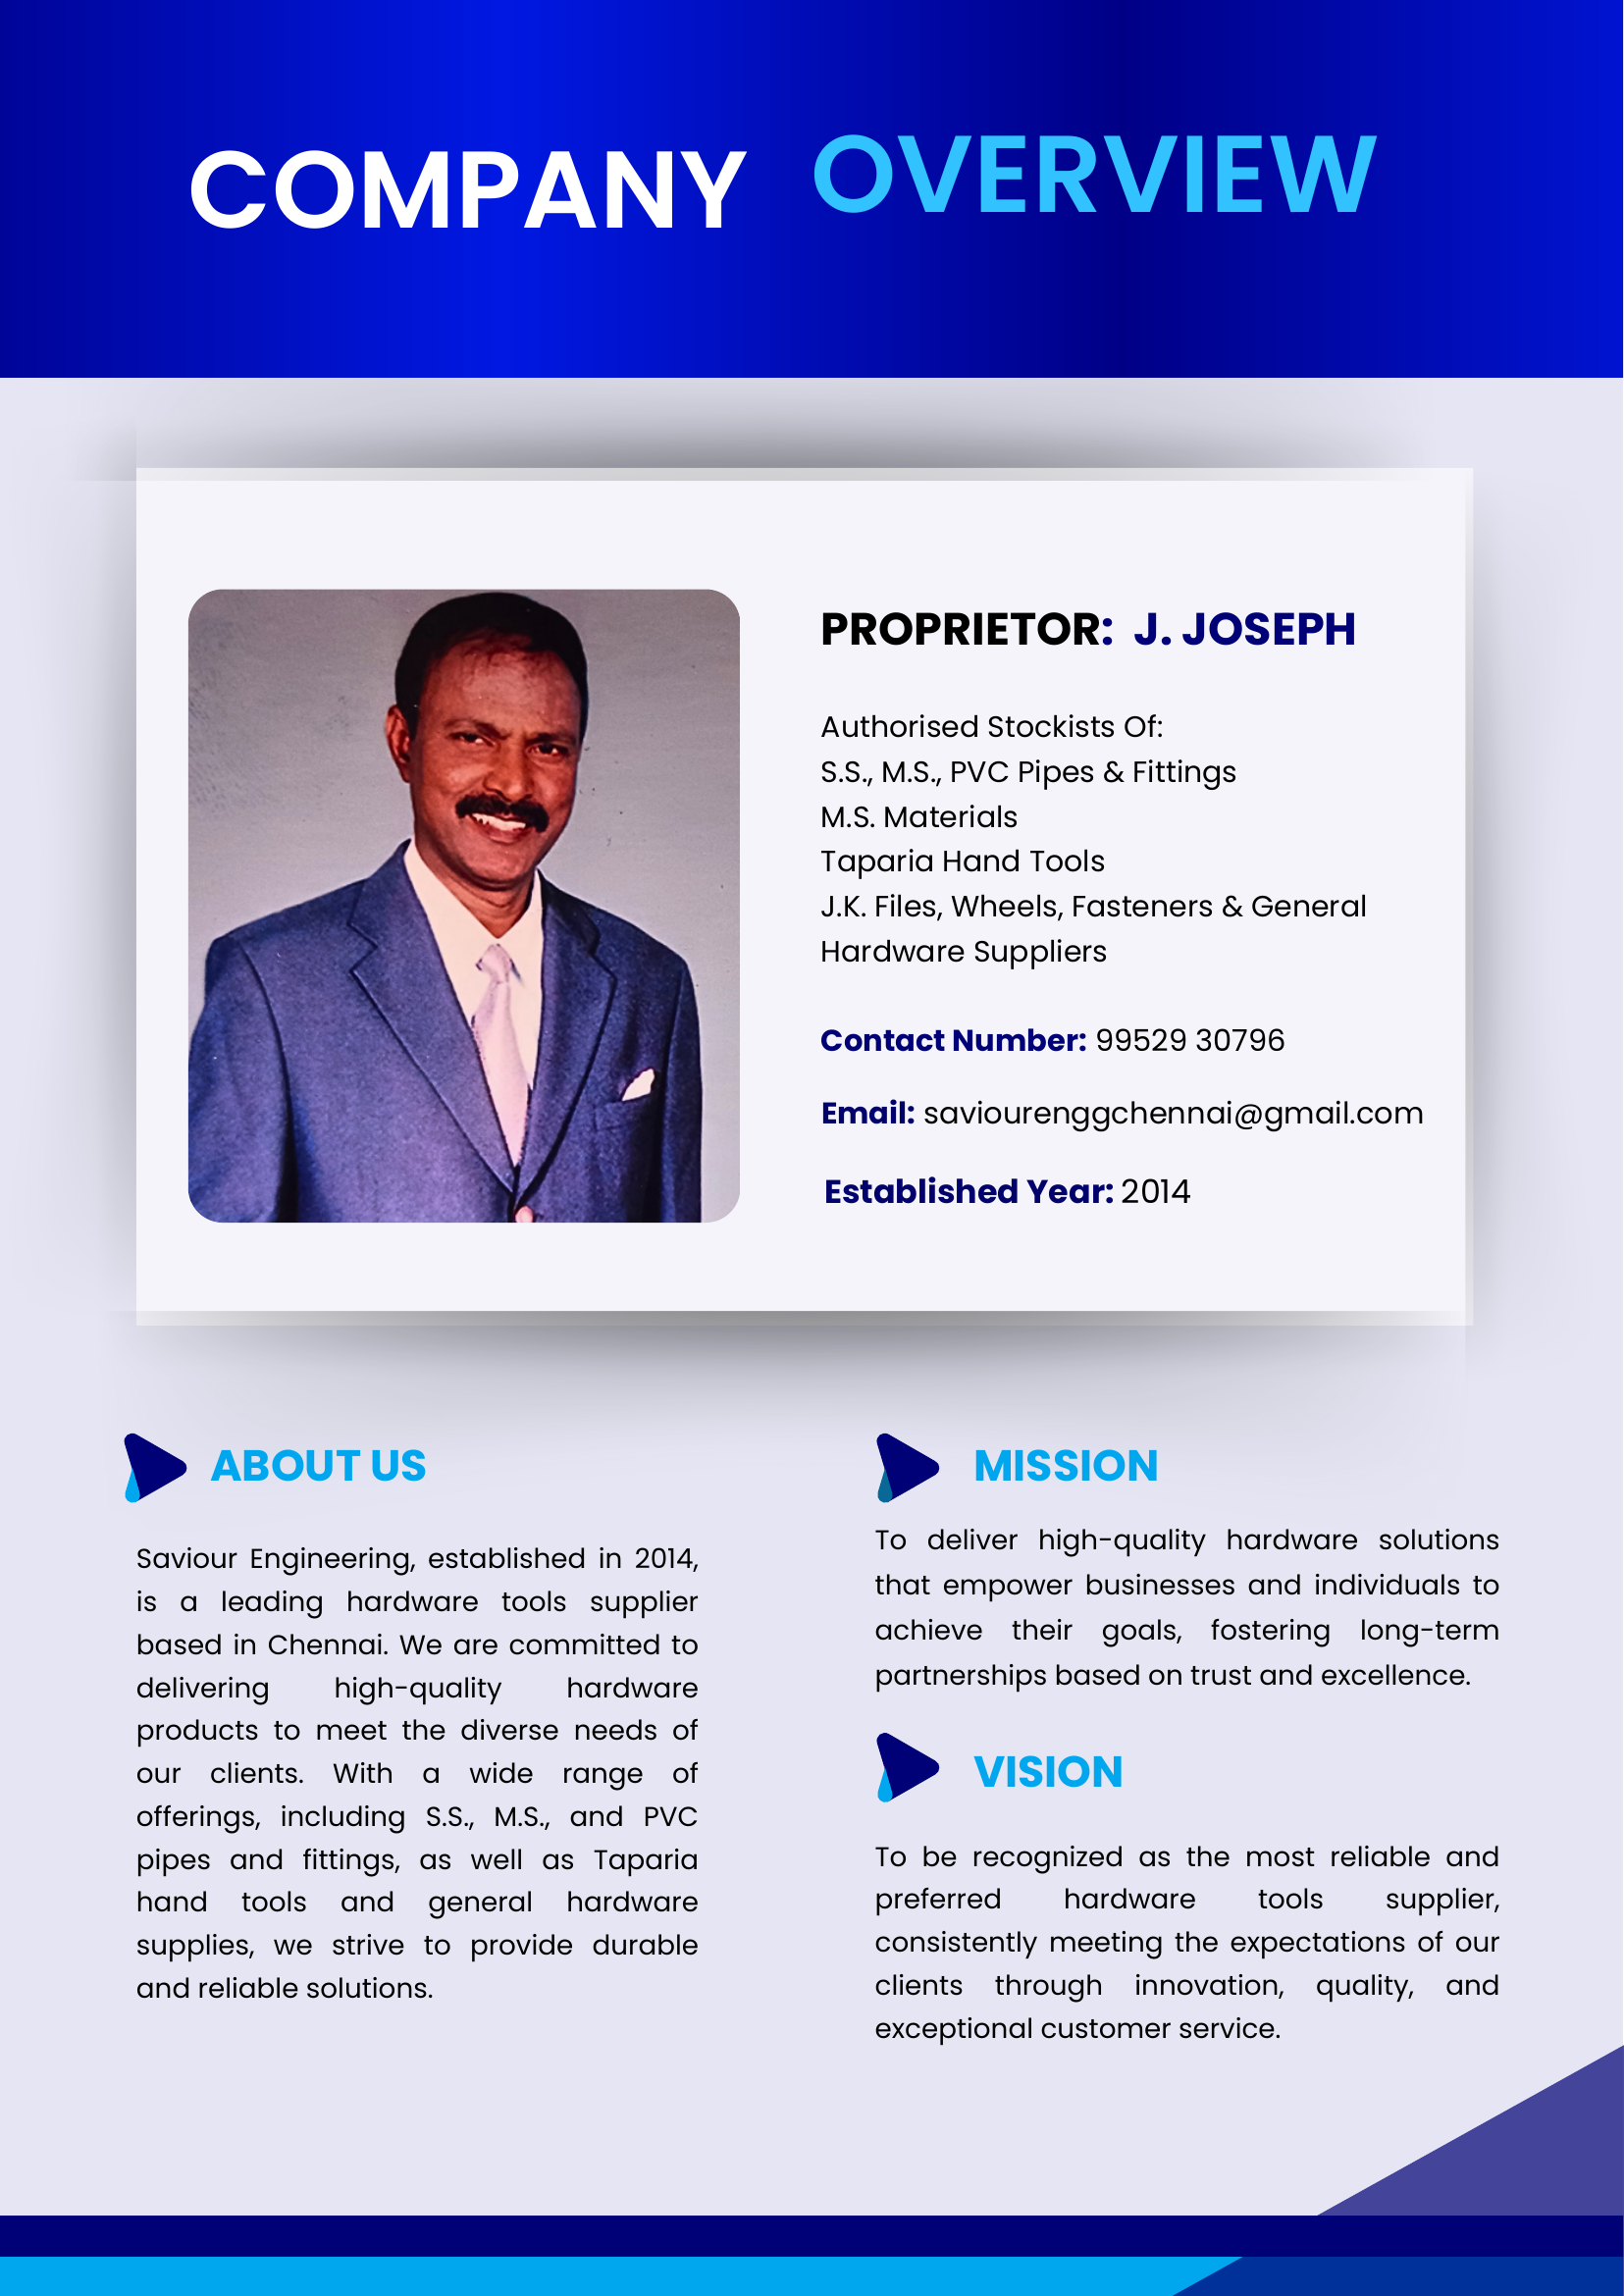 COMPANY OVERVIEW
PROPRIETOR: J. JOSEPH
Authorised Stockists Of:
S.S., M.S., PVC Pipes & Fittings
M.S. Materials
Taparia Hand Tools
J.K. Files, Wheels, Fasteners & General
Hardware Suppliers
Contact Number: 99529 30796
Email: saviourenggchennai@gmail.com
Established Year: 2014
ABOUT US
Saviour Engineering, established in 2014,
is a leading hardware tools supplier
based in Chennai. We are committed to
delivering high-quality hardware
products to meet the diverse needs of
our clients. With a wide range of
offerings, including S.S., M.S., and PVC
pipes and fittings, as well as Taparia
hand tools and general hardware
supplies, we strive to provide durable
and reliable solutions.
MISSION
To deliver high-quality hardware solutions
that empower businesses and individuals to
achieve their goals, fostering long-term
partnerships based on trust and excellence.
VISION
To be recognized as the most reliable and
preferred hardware tools supplier,
consistently meeting the expectations of our
clients through innovation, quality, and
exceptional customer service.